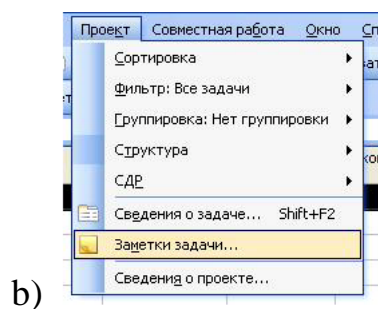 Проект Совместная работа Окно
Сортировка
Фильтр: Все задачи
Группировка: Нет группировки
Структура
СДР
Сведения о задаче... Shift+F2
Заметки задачи...
Сведения о проекте...
b)